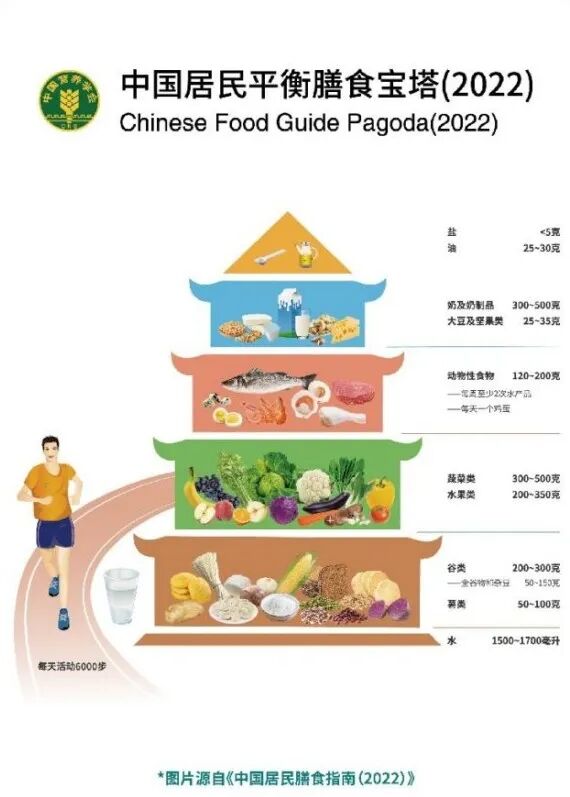 中国营养学会
CNS
中国居民平衡膳食宝塔(2022)
Chinese Food Guide Pagoda(2022)
盐 <5克
油 25~30克
奶及奶制品 300~500克
大豆及坚果类 25~35克
动物性食物 120~200克
——每周至少2次水产品
——每天一个鸡蛋
蔬菜类 300~500克
水果类 200~350克
谷类 200~300克
——全谷物和杂豆 50~150克
薯类 50~100克
水 1500~1700毫升
每天活动6000步
*图片源自《中国居民膳食指南（2022）》